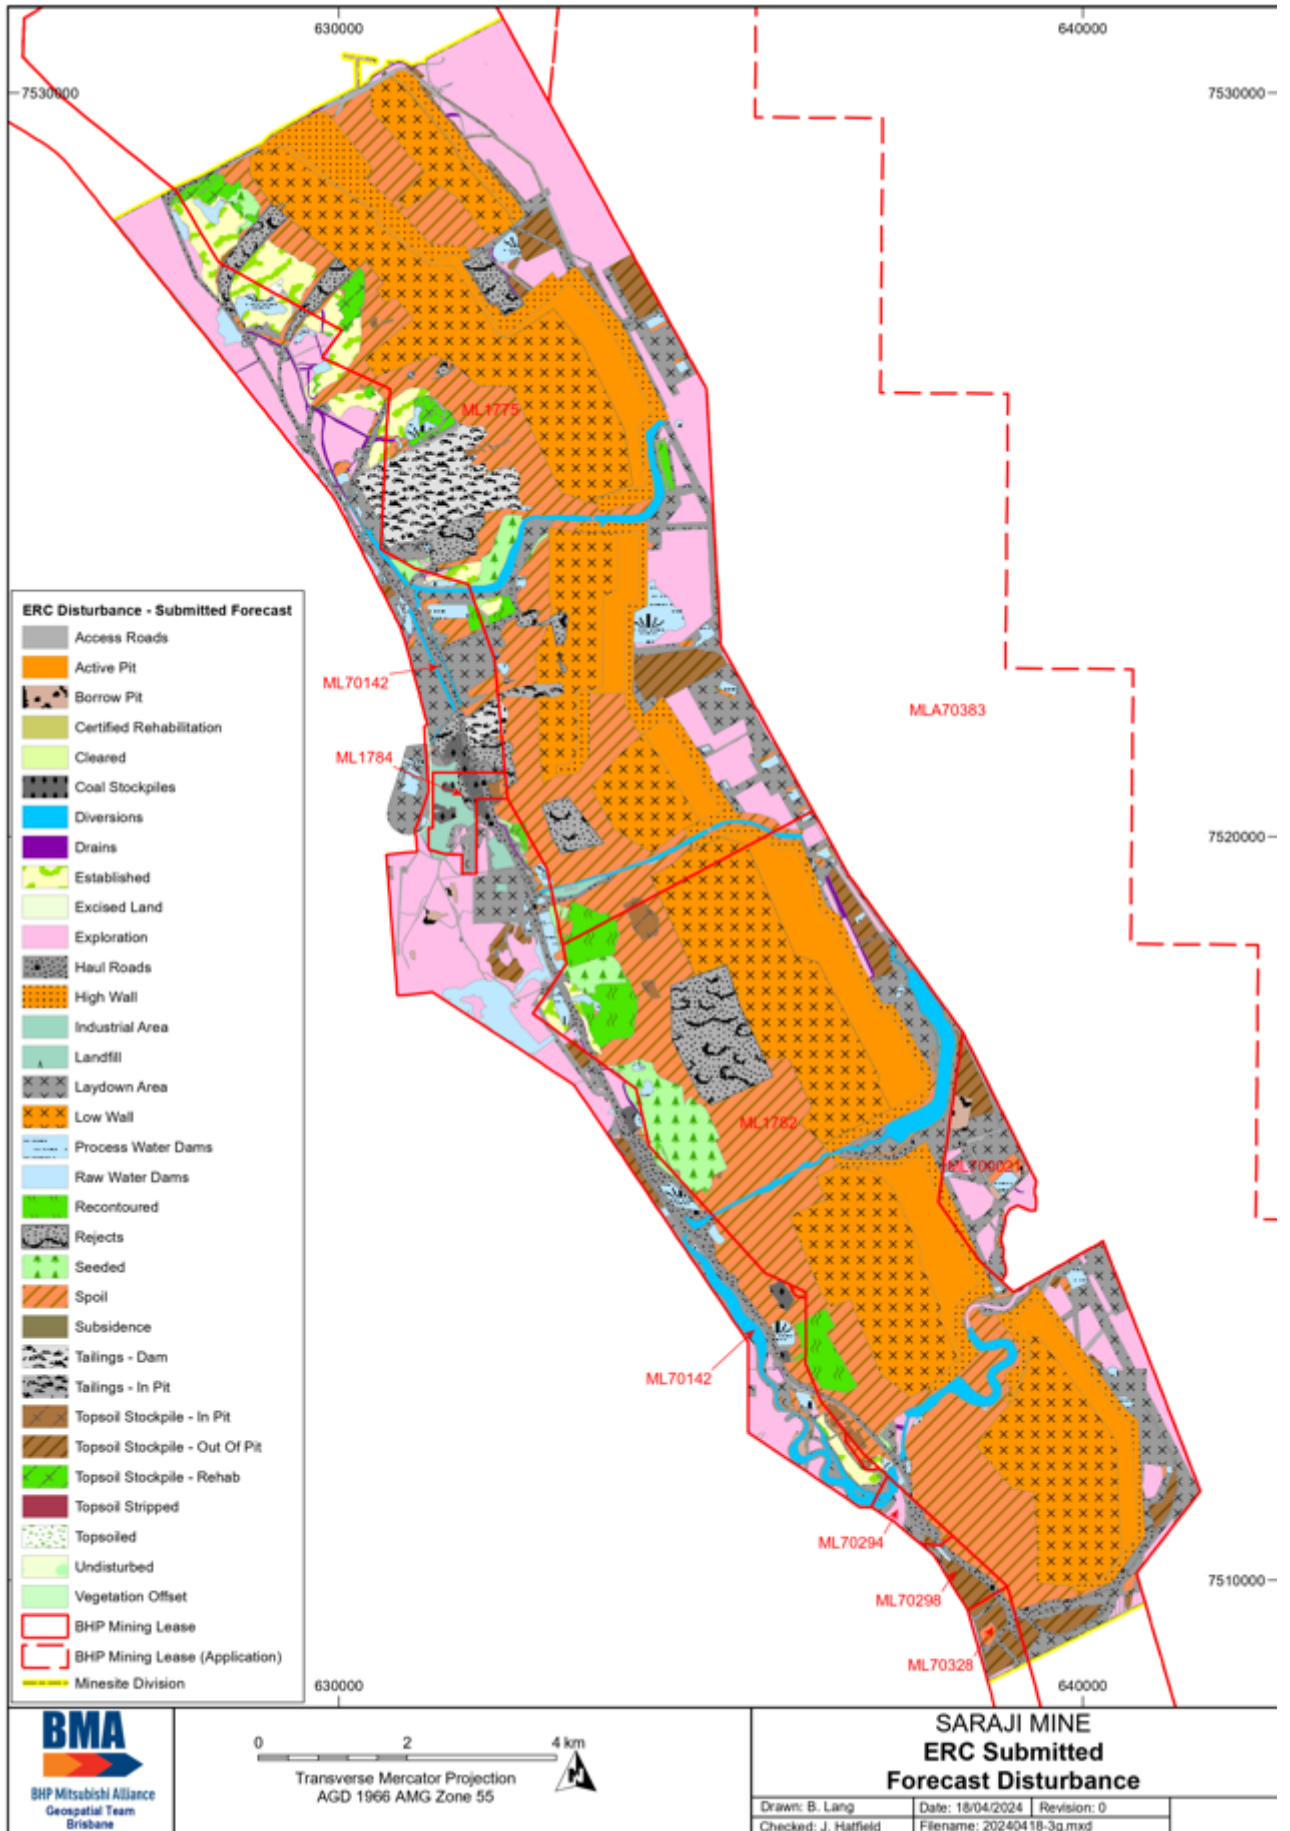 630000
640000
7530000
7530000
ML1775
ML70142
MLA70383
ML1784
7520000
ML1782
ML700021
ML70142
ML70294
7510000
ML70298
ML70328
630000
640000
ERC Disturbance - Submitted Forecast
Access Roads
Active Pit
Borrow Pit
Certified Rehabilitation
Cleared
Coal Stockpiles
Diversions
Drains
Established
Excised Land
Exploration
Haul Roads
High Wall
Industrial Area
Landfill
Laydown Area
Low Wall
Process Water Dams
Raw Water Dams
Recontoured
Rejects
Seeded
Spoil
Subsidence
Tailings - Dam
Tailings - In Pit
Topsoil Stockpile - In Pit
Topsoil Stockpile - Out Of Pit
Topsoil Stockpile - Rehab
Topsoil Stripped
Topsoiled
Undisturbed
Vegetation Offset
BHP Mining Lease
BHP Mining Lease (Application)
Minesite Division
BMA
BHP Mitsubishi Alliance
Geospatial Team
Brisbane
0 2 4 km
N
Transverse Mercator Projection
AGD 1966 AMG Zone 55
SARAJI MINE
ERC Submitted
Forecast Disturbance
Drawn: B. Lang Date: 18/04/2024 Revision: 0
Checked: J. Hatfield Filename: 20240418-3g.mxd